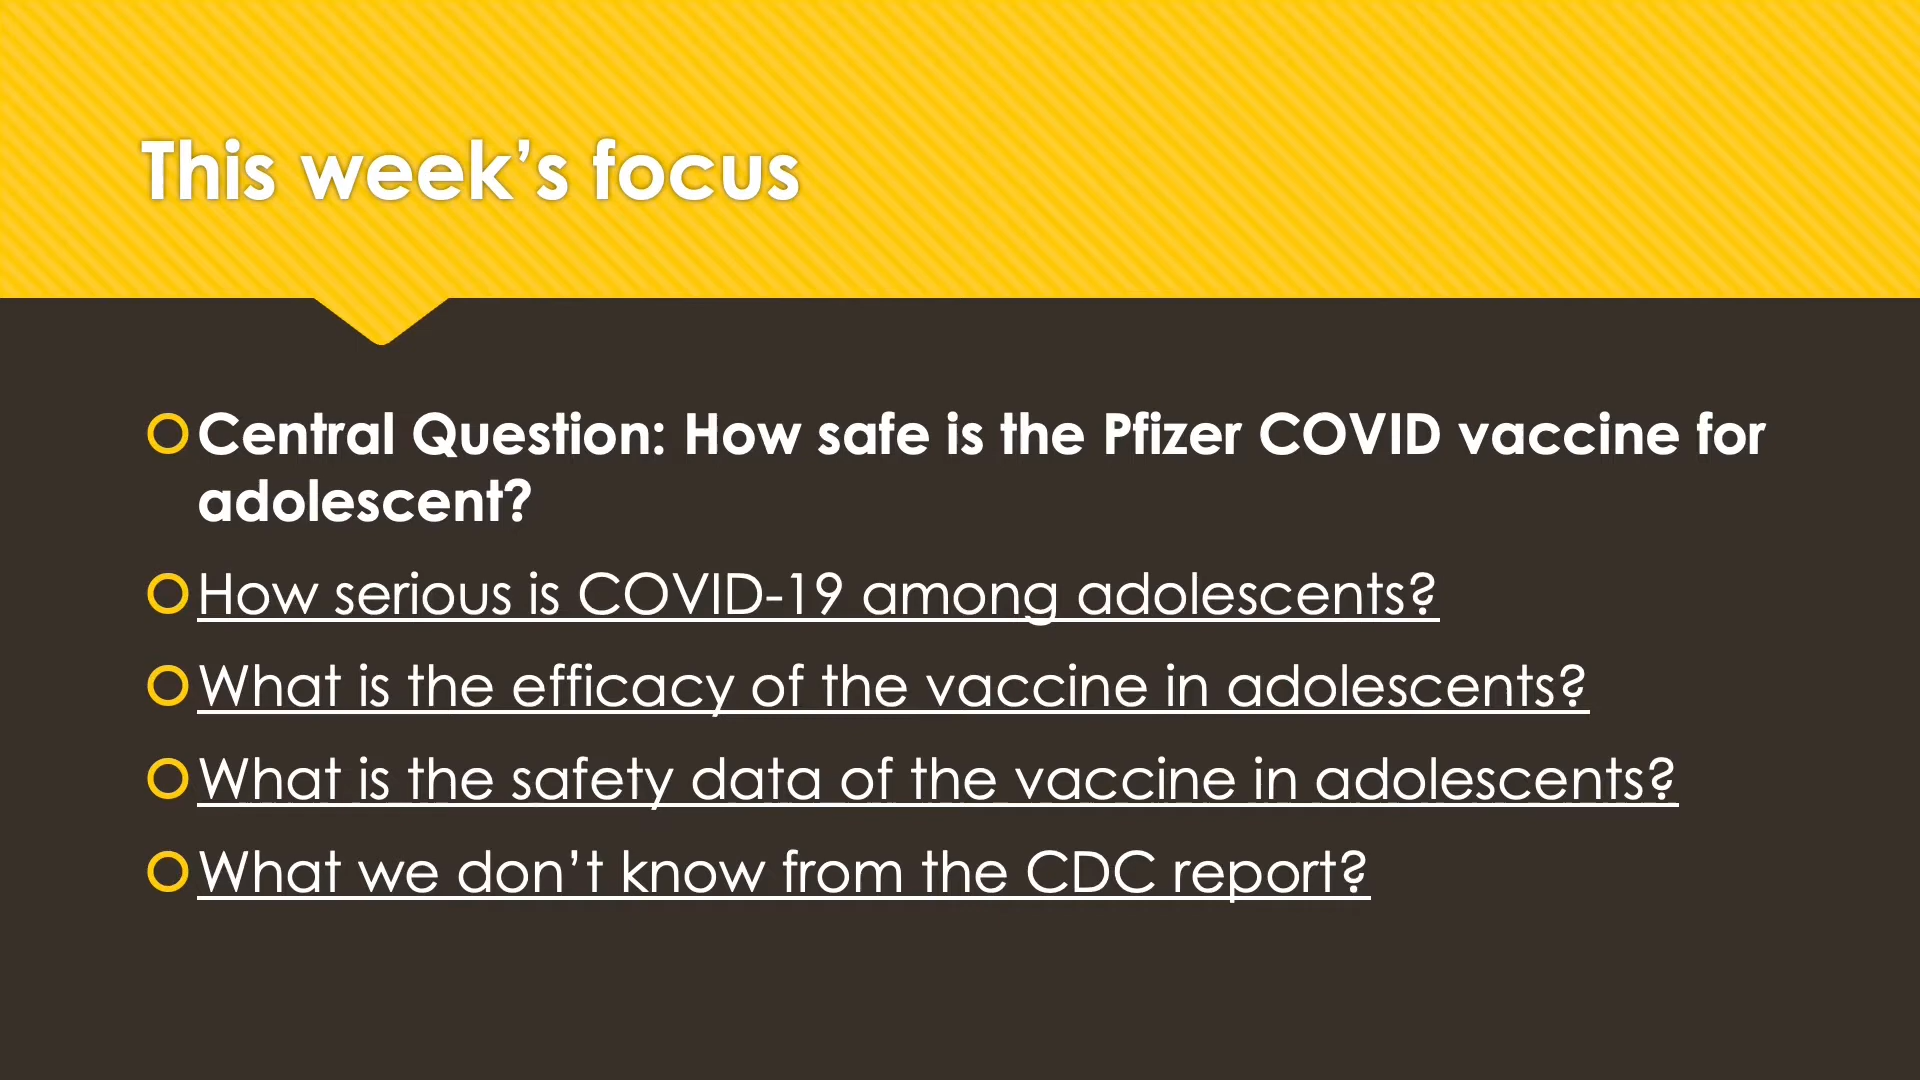 This week’s focus
Central Question: How safe is the Pfizer COVID vaccine for
adolescent?
How serious is COVID-19 among adolescents?
What is the efficacy of the vaccine in adolescents?
What is the safety data of the vaccine in adolescents?
What we don’t know from the CDC report?